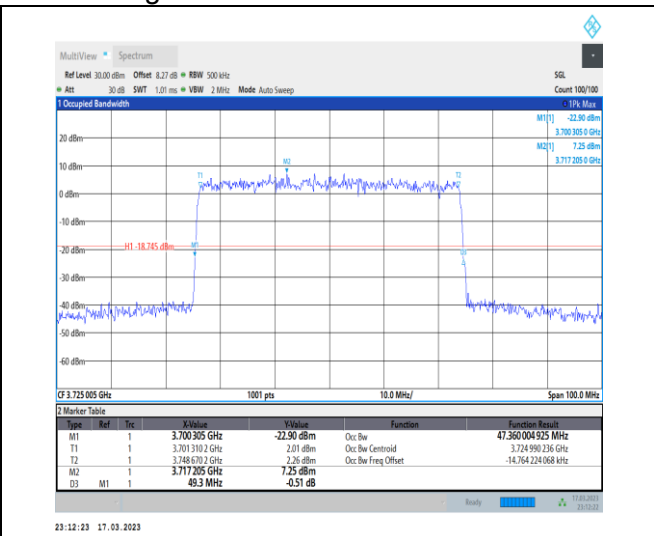 MultiView Spectrum
Ref Level 30.00 dBm Offset 8.27 dB RBW 500 kHz SGL
Att 30 dB SWT 1.01 ms VBW 2 MHz Mode Auto Sweep Count 100/100
1 Occupied Bandwidth 1Pk Max
M1[1] -22.90 dBm
3.700 305 0 GHz
M2[1] 7.25 dBm
3.717 205 0 GHz
20 dBm
M2
10 dBm
T1 T2
0 dBm
-10 dBm
H1 -18.745 dBm M1
-20 dBm
-30 dBm
-40 dBm
-50 dBm
-60 dBm
CF 3.725 005 GHz 1001 pts 10.0 MHz/ Span 100.0 MHz
2 Marker Table
Type Ref Trc X-Value Y-Value Function Function Result
M1 1 3.700 305 GHz -22.90 dBm Occ Bw 47.360 004 925 MHz
T1 1 3.701 310 2 GHz 2.01 dBm Occ Bw Centroid 3.724 990 236 GHz
T2 1 3.748 670 2 GHz 2.26 dBm Occ Bw Freq Offset -14.764 224 068 kHz
M2 1 3.717 205 GHz 7.25 dBm
D3 M1 1 49.3 MHz -0.51 dB
Ready 17.03.2023
23:12:22
23:12:23 17.03.2023